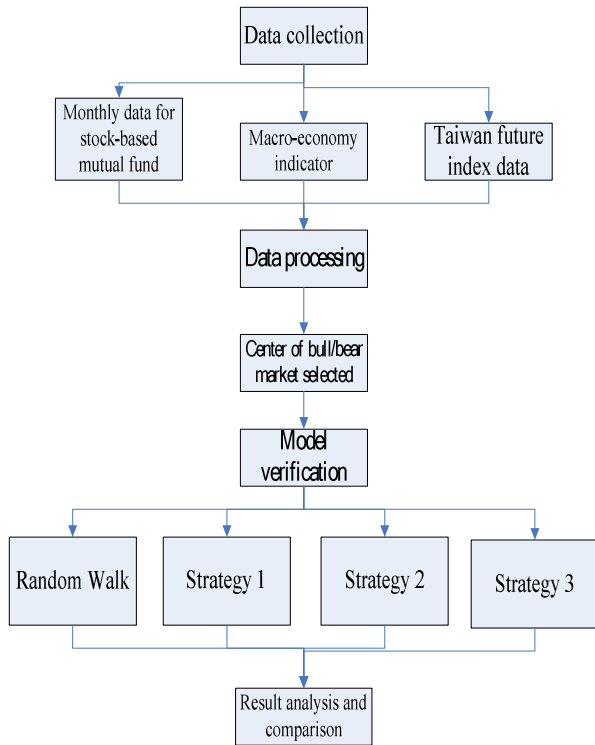 Data collection
Monthly data for
stock-based
mutual fund
Macro-economy
indicator
Taiwan future
index data
Data processing
Center of bull/bear
market selected
Model
verification
Random Walk
Strategy 1
Strategy 2
Strategy 3
Result analysis and
comparison